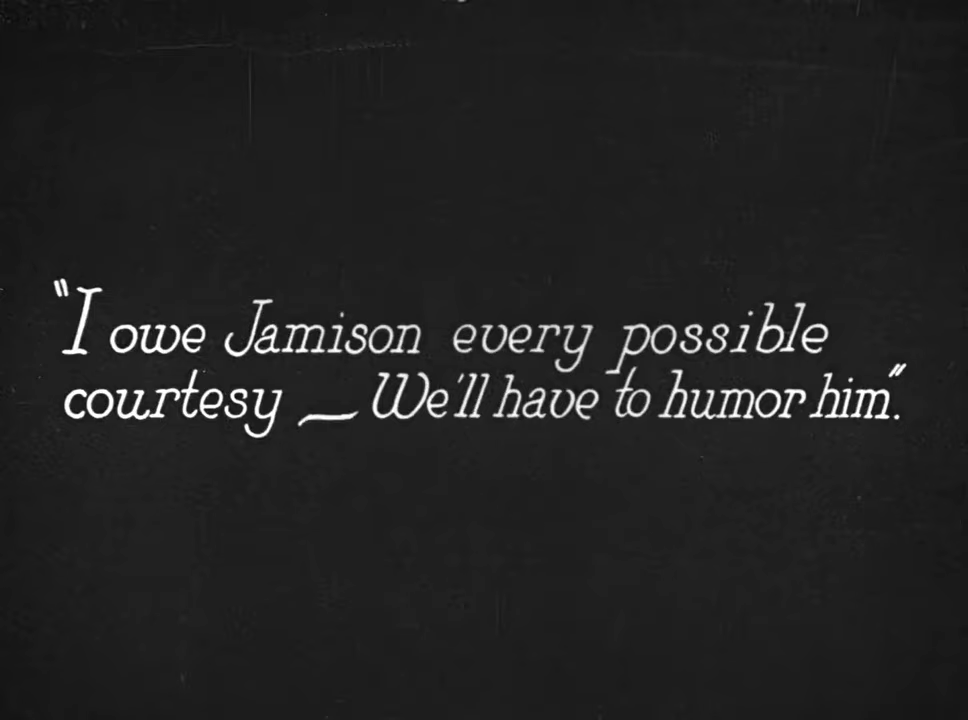 "I owe Jamison every possible
courtesy — We'll have to humor him."